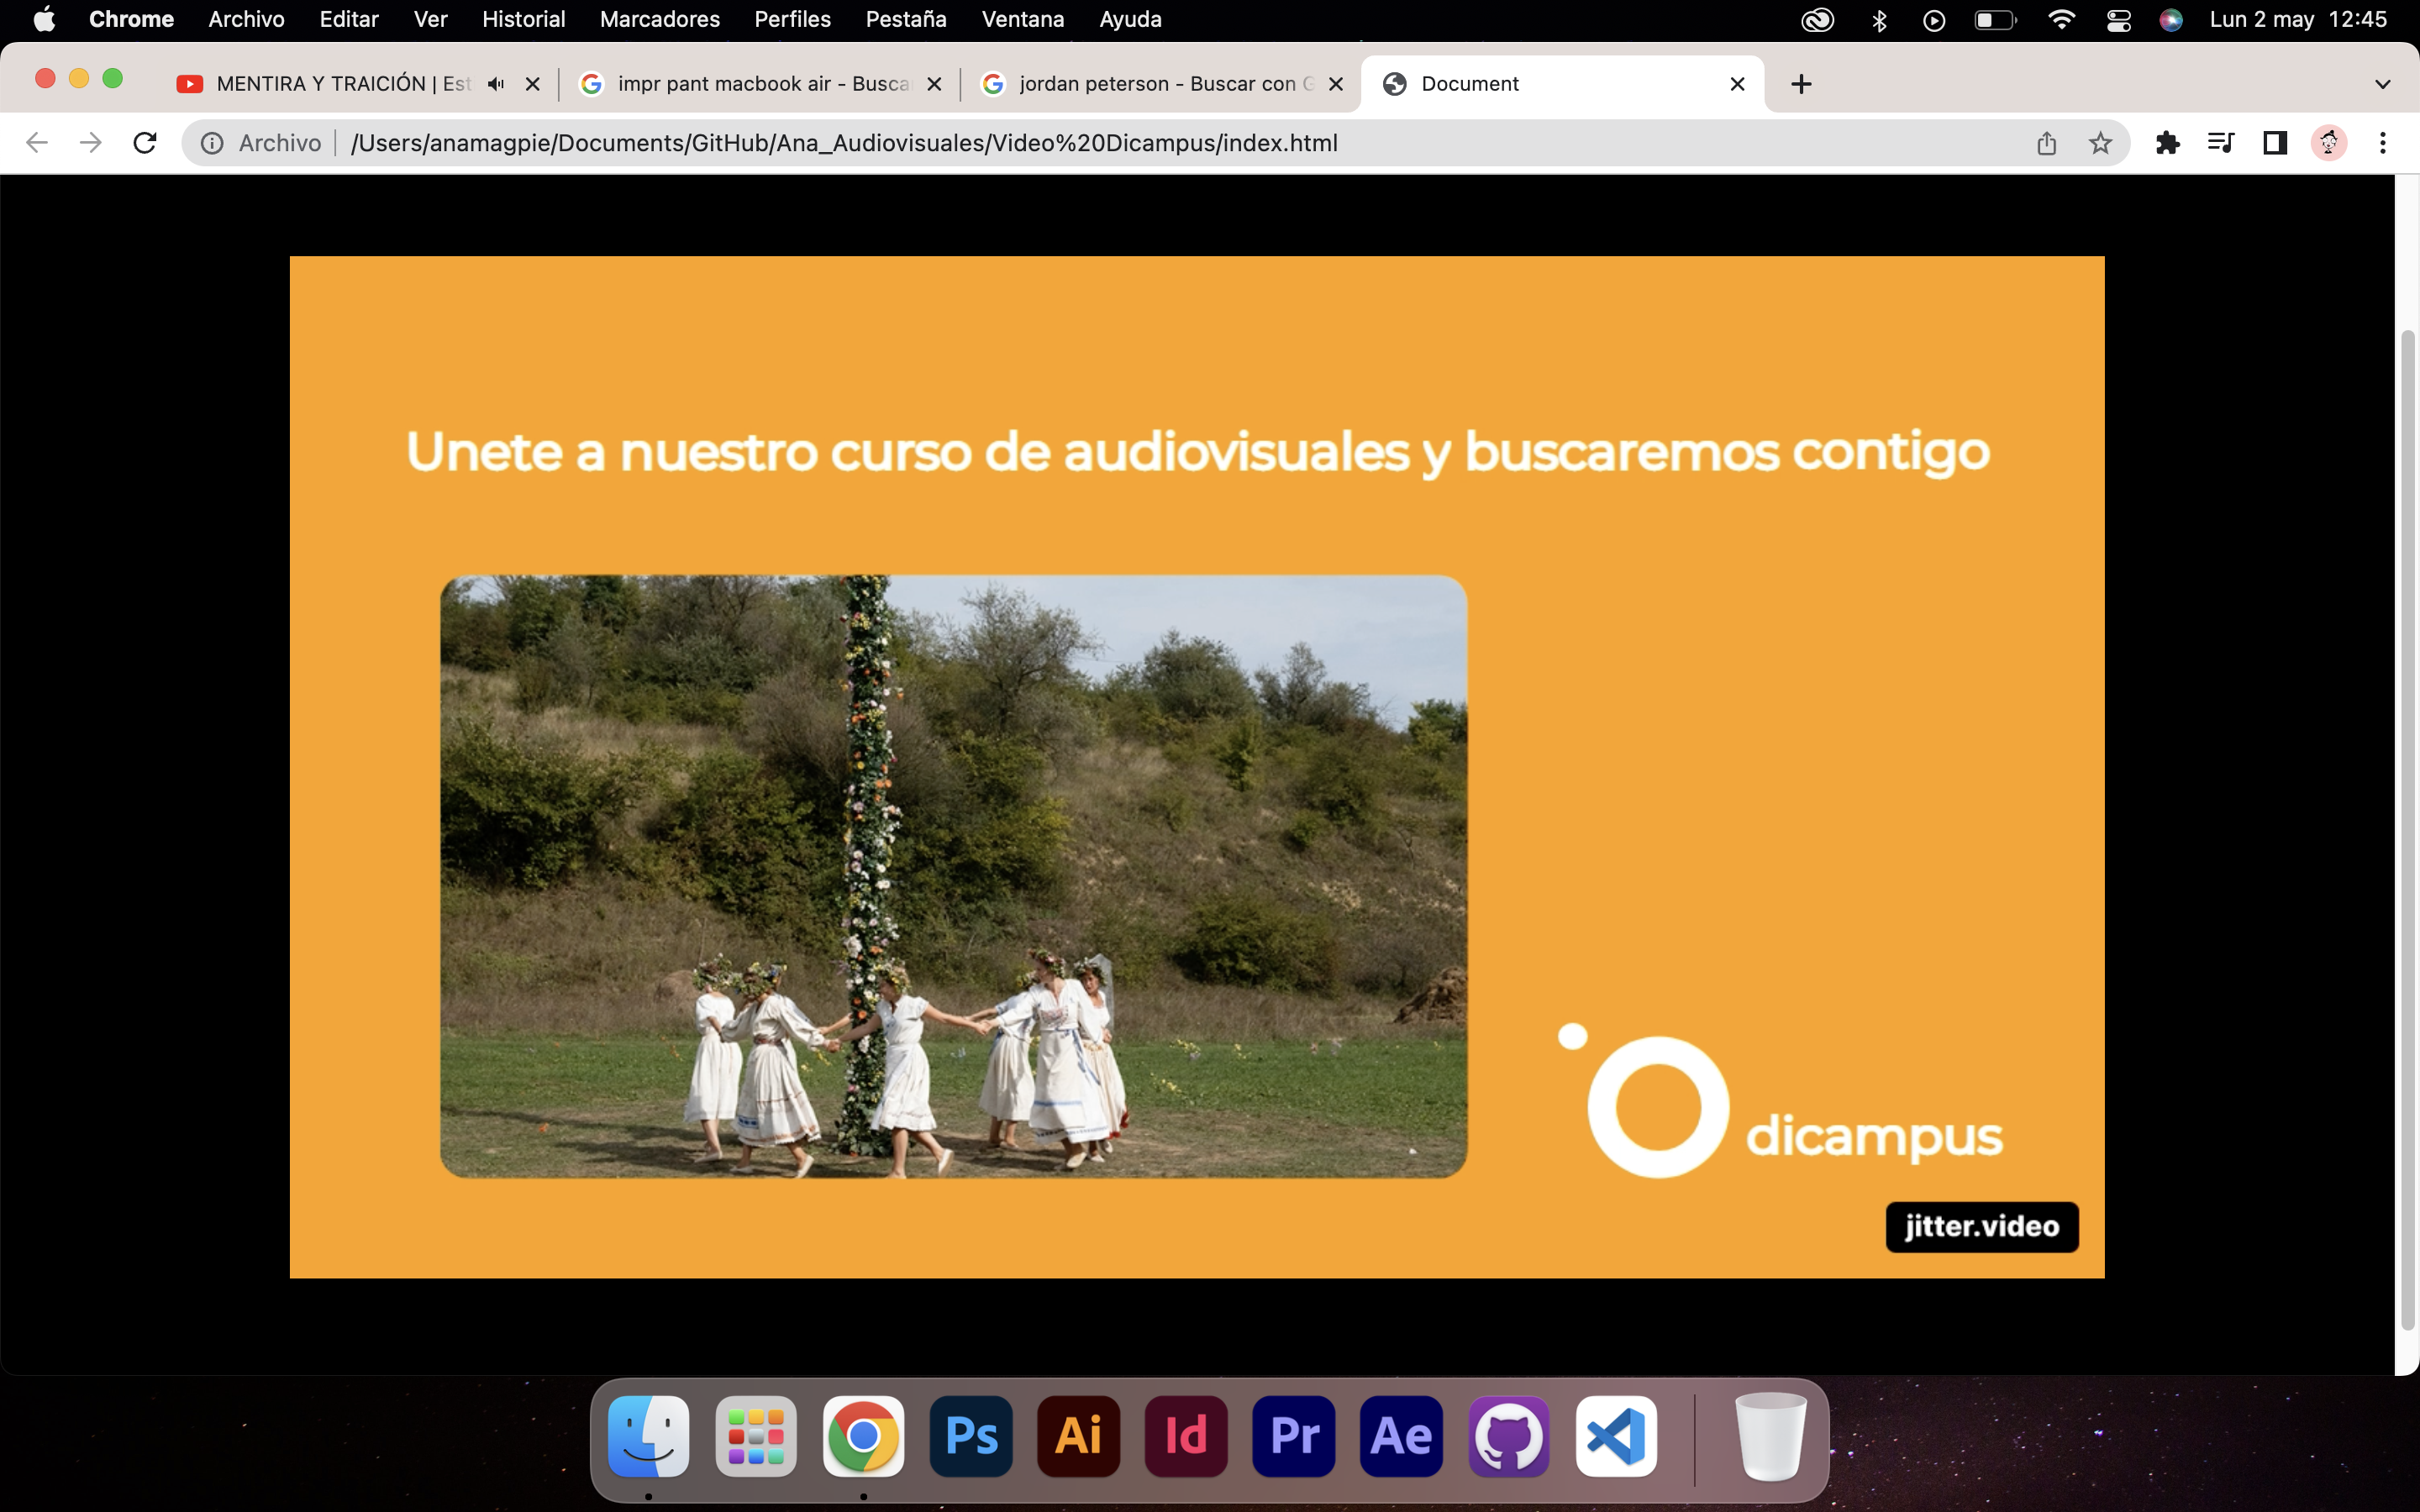 Chrome Archivo Editar Ver Historial Marcadores Perfiles Pestaña Ventana Ayuda Lun 2 may 12:45
MENTIRA Y TRAICIÓN | Est impr pant macbook air - Busca jordan peterson - Buscar con G Document
Archivo /Users/anamagpie/Documents/GitHub/Ana_Audiovisuales/Video%20Dicampus/index.html
Unete a nuestro curso de audiovisuales y buscaremos contigo
dicampus
jitter.video
Ps Ai Id Pr Ae